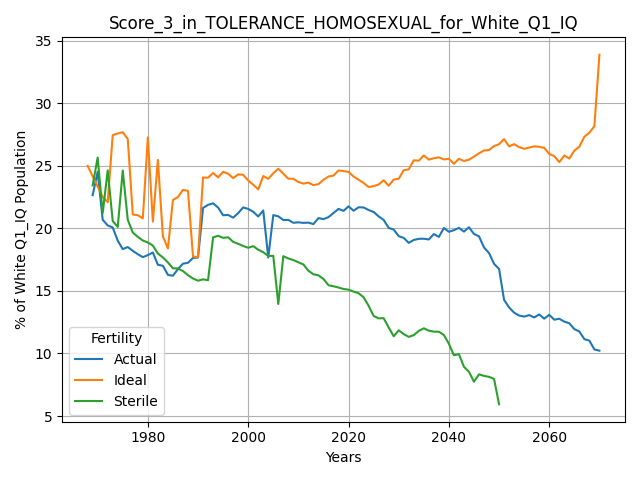 Score_3_in_TOLERANCE_HOMOSEXUAL_for_White_Q1_IQ
% of White Q1_IQ Population
35
30
25
20
15
10
5
Fertility
Actual
Ideal
Sterile
1980 2000 2020 2040 2060
Years